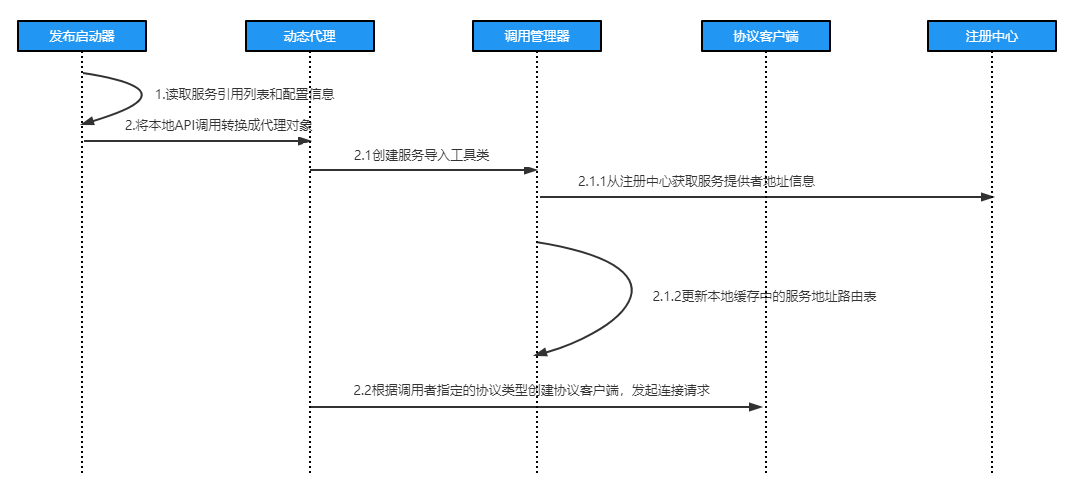 发布启动器
动态代理
调用管理器
协议客户端
注册中心
1.读取服务引用列表和配置信息
2.将本地API调用转换成代理对象
2.1创建服务导入工具类
2.1.1从注册中心获取服务提供者地址信息
2.1.2更新本地缓存中的服务地址路由表
2.2根据调用者指定的协议类型创建协议客户端，发起连接请求